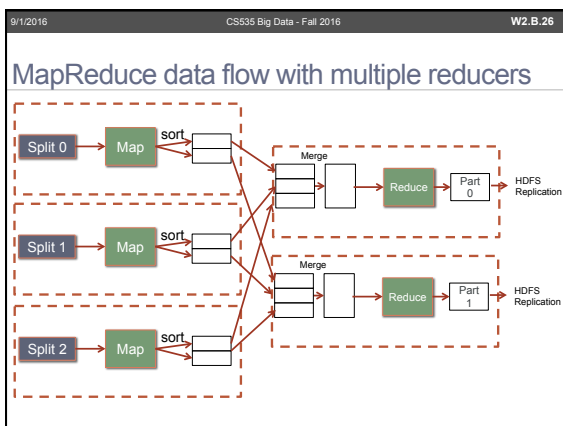 9/1/2016 CS535 Big Data - Fall 2016 W2.B.26
MapReduce data flow with multiple reducers
Split 0 Map sort
Merge
Reduce Part 0 HDFS Replication
Split 1 Map sort
Merge
Reduce Part 1 HDFS Replication
Split 2 Map sort